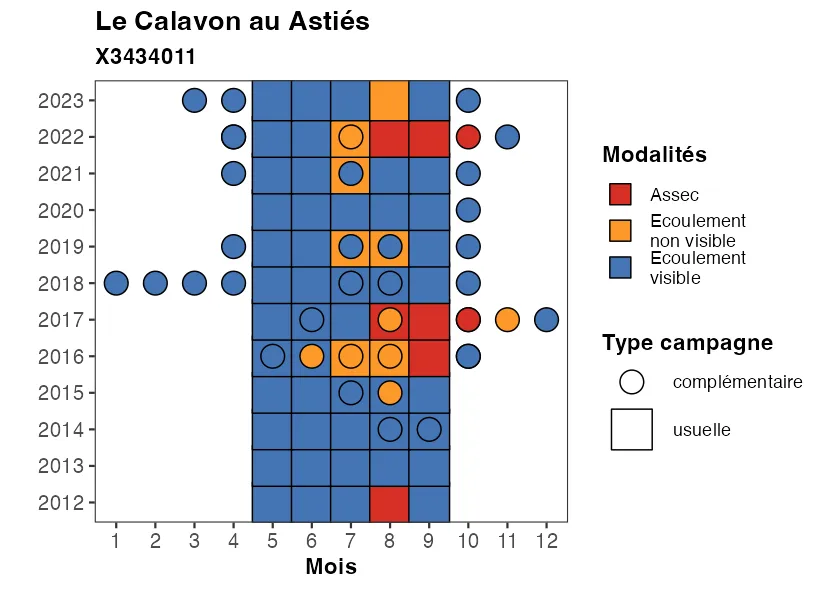 Le Calavon au Astiés
X3434011
2023
2022
2021
2020
2019
2018
2017
2016
2015
2014
2013
2012
1 2 3 4 5 6 7 8 9 10 11 12
Mois
Modalités
Assec
Ecoulement
non visible
Ecoulement
visible
Type campagne
complémentaire
usuelle